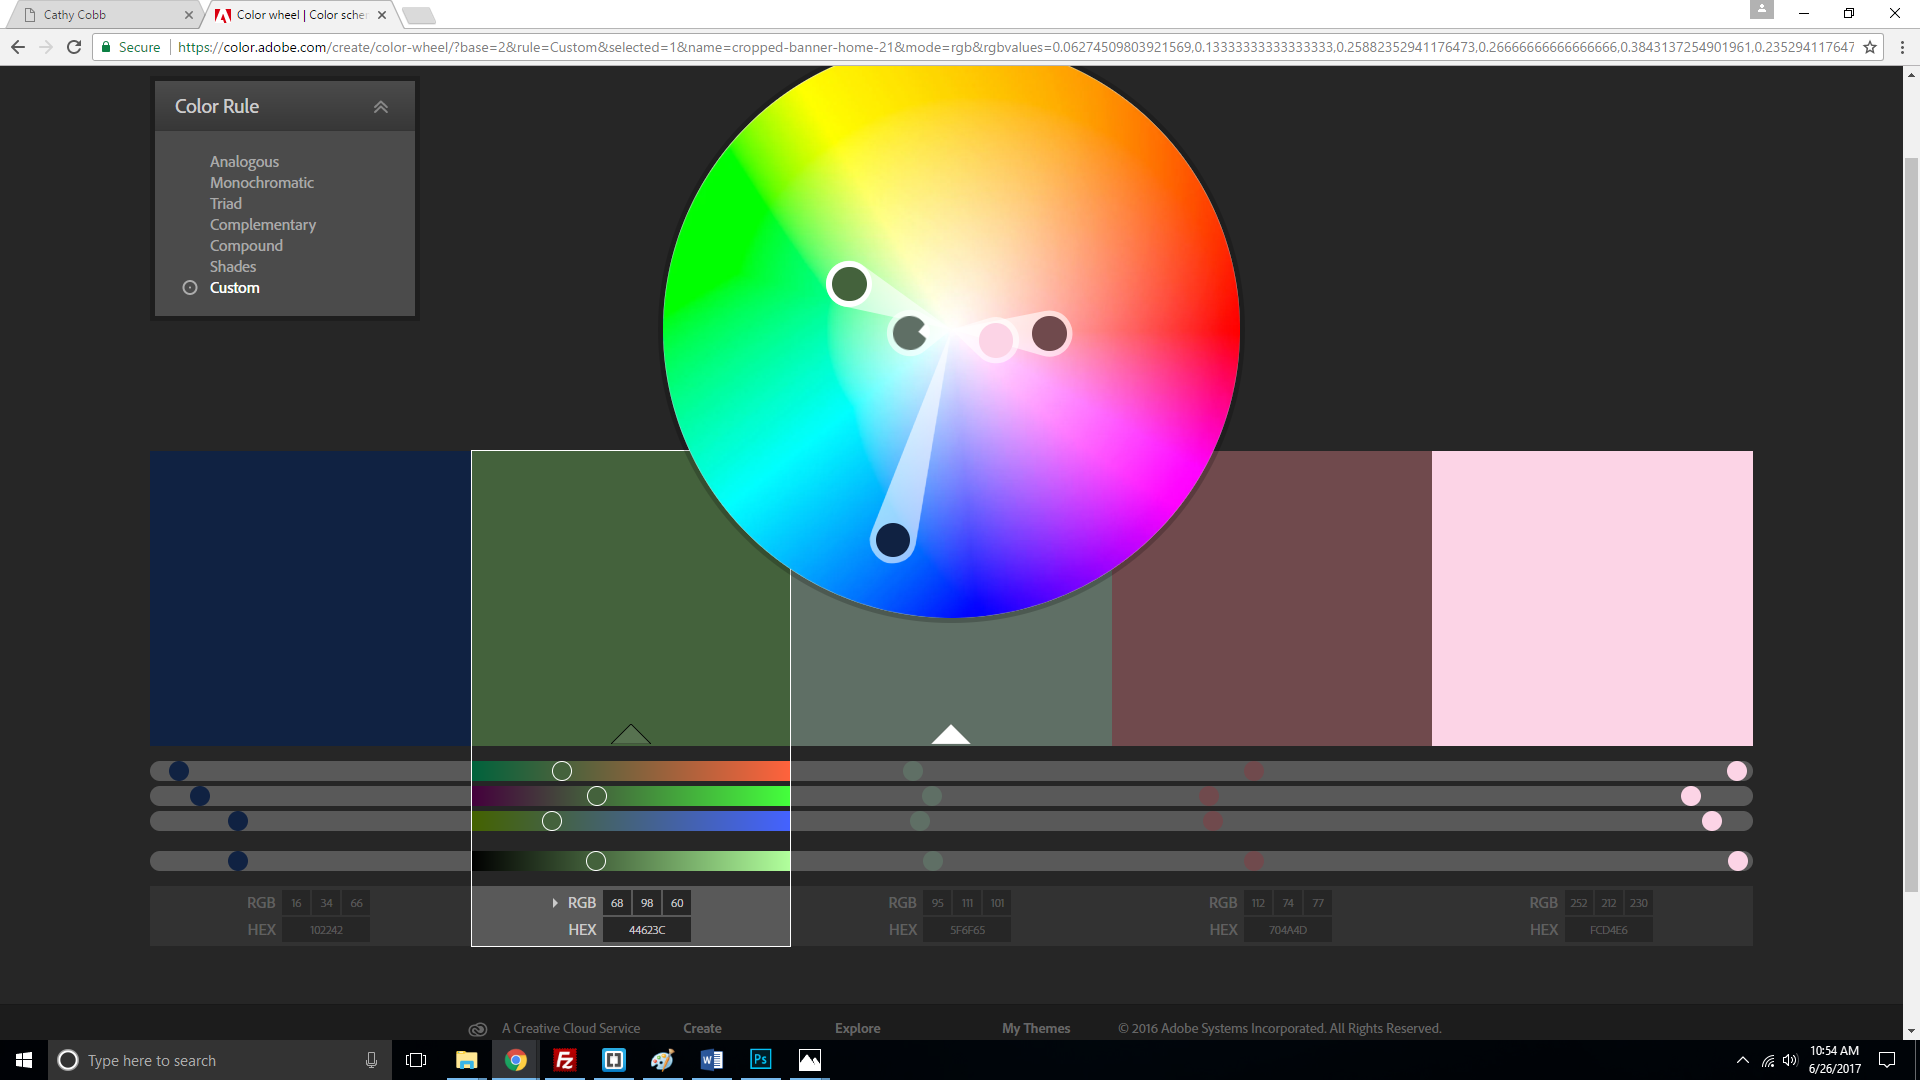 Cathy Cobb
Color wheel | Color scher
Secure
https://color.adobe.com/create/color-wheel/?base=2&rule=Custom&selected=1&name=cropped-banner-home-21&mode=rgb&rgbvalues=0.06274509803921569,0.13333333333333333,0.25882352941176473,0.26666666666666666,0.3843137254901961,0.2352941176470
Color Rule
Analogous
Monochromatic
Triad
Complementary
Compound
Shades
Custom
RGB 16 34 66
HEX 102242
RGB 68 98 60
HEX 44623C
RGB 95 111 101
HEX 5F6F65
RGB 112 74 77
HEX 704A4D
RGB 252 212 230
HEX FCD4E6
A Creative Cloud Service
Create
Explore
My Themes
© 2016 Adobe Systems Incorporated. All Rights Reserved.
Type here to search
Fz
W
Ps
10:54 AM
6/26/2017